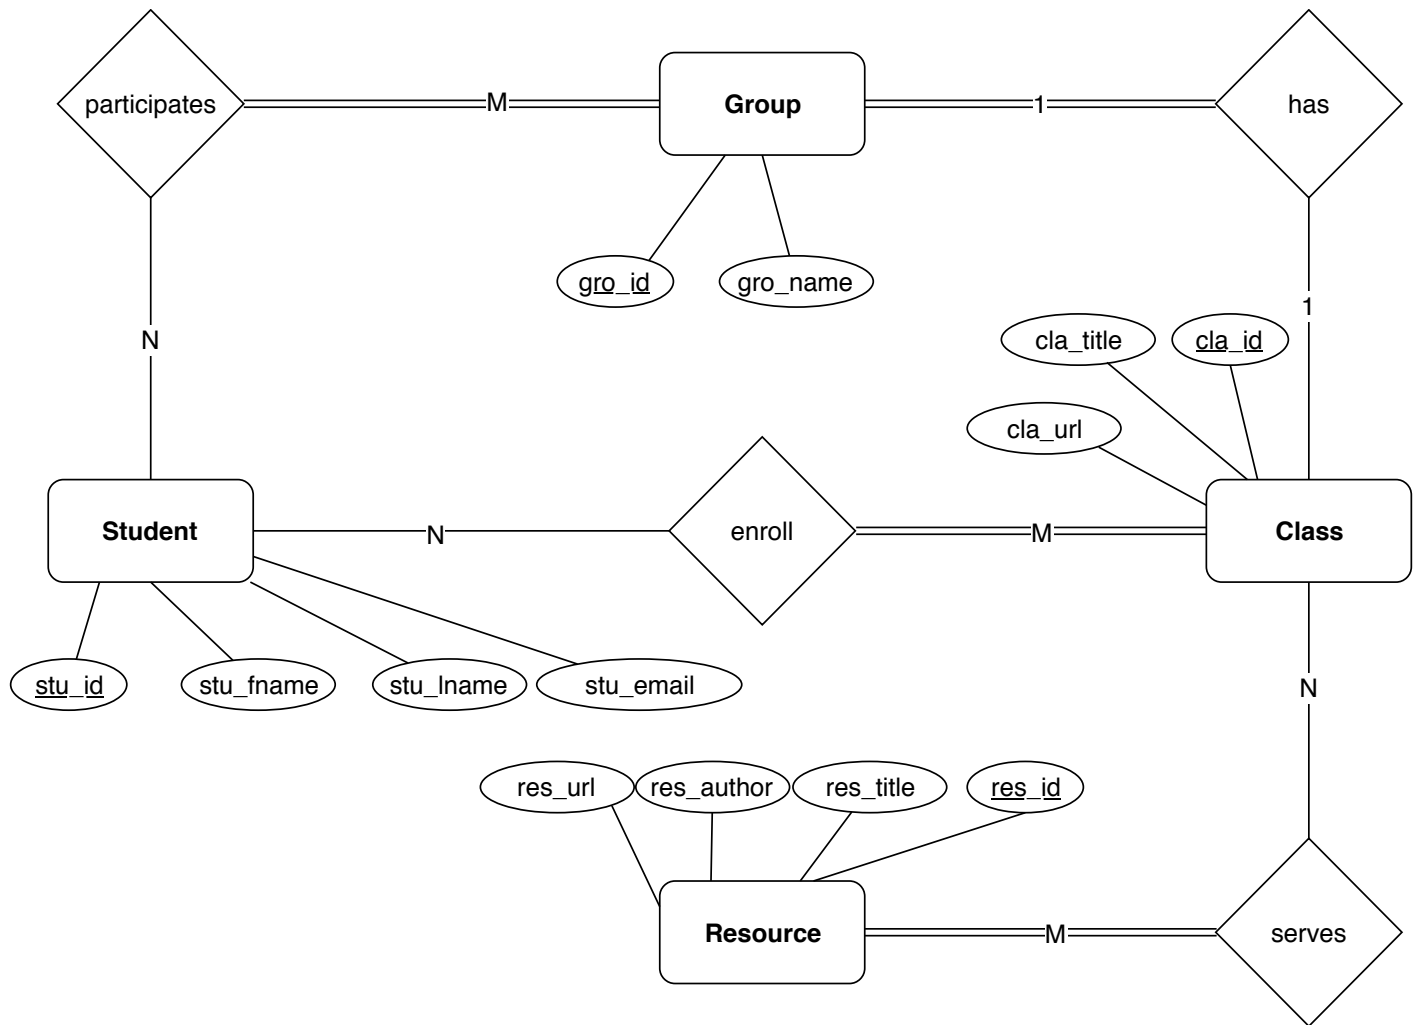 participates
M
Group
1
has
gro_id
gro_name
N
1
cla_title
cla_id
cla_url
Student
N
enroll
M
Class
stu_id
stu_fname
stu_lname
stu_email
N
res_url
res_author
res_title
res_id
Resource
M
serves